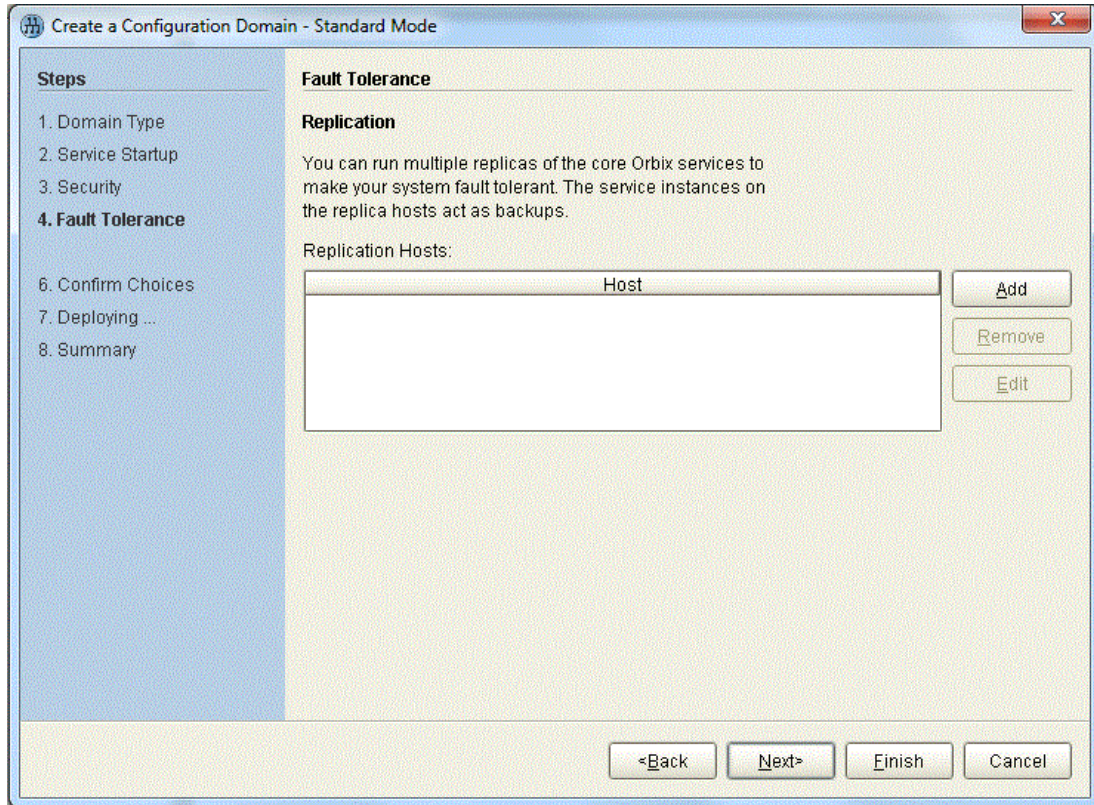 Create a Configuration Domain - Standard Mode
Steps
1. Domain Type
2. Service Startup
3. Security
4. Fault Tolerance
6. Confirm Choices
7. Deploying ...
8. Summary
Fault Tolerance
Replication
You can run multiple replicas of the core Orbix services to
make your system fault tolerant. The service instances on
the replica hosts act as backups.
Replication Hosts:
Host
Add
Remove
Edit
<Back
Next>
Finish
Cancel